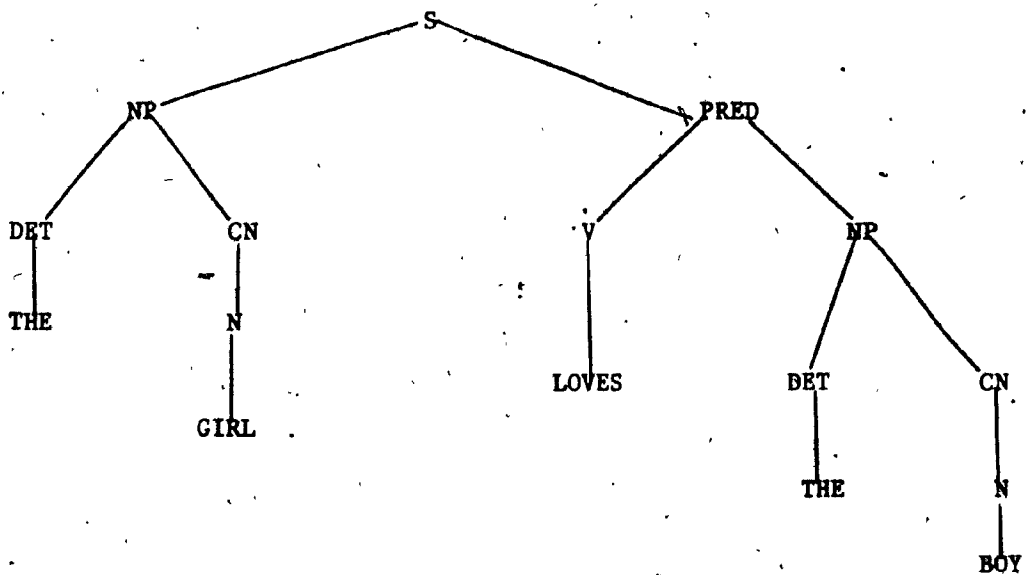 S
NP PRED
DET CN V NP
THE N
LOVES DET CN
GIRL
THE N
BOY